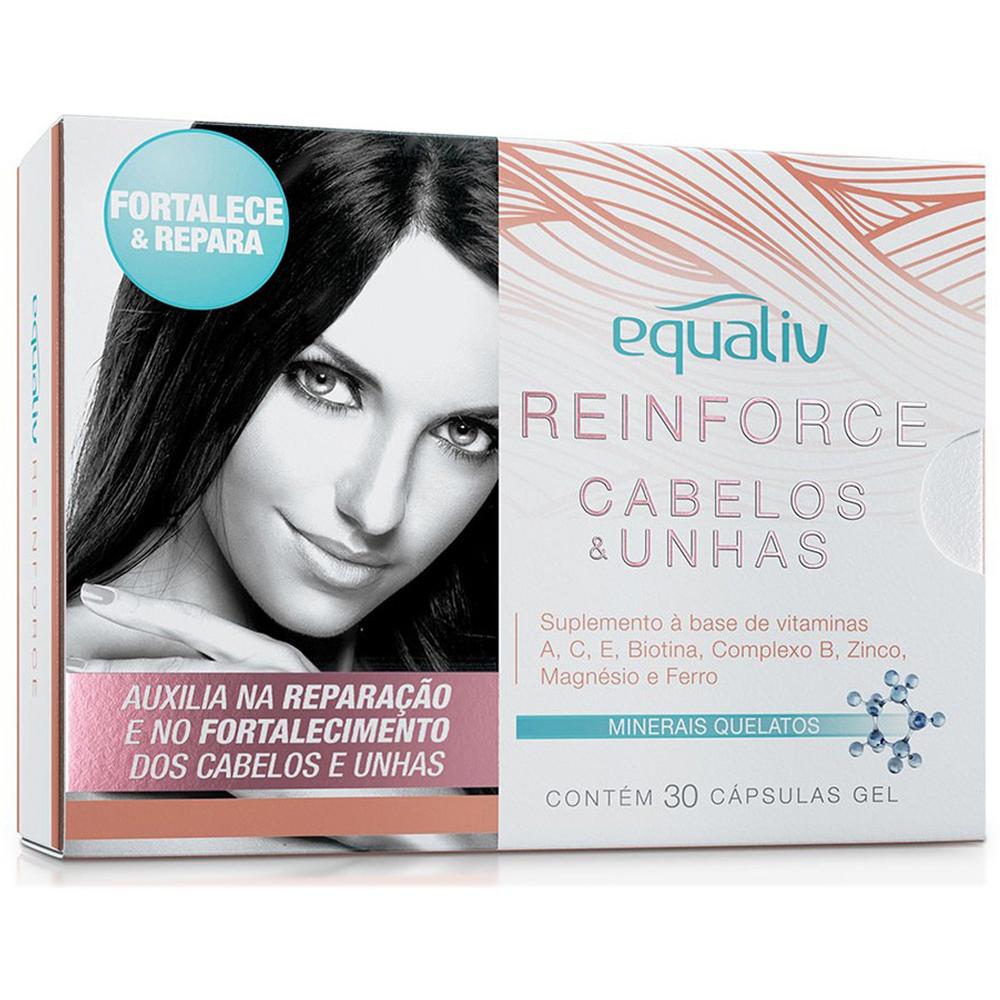 FORTALECE
& REPARA
equaliv
REINFORCE
AUXILIA NA REPARAÇÃO
E NO FORTALECIMENTO
DOS CABELOS E UNHAS
equaliv
REINFORCE
CABELOS
& UNHAS
Suplemento à base de vitaminas
A, C, E, Biotina, Complexo B, Zinco,
Magnésio e Ferro
MINERAIS QUELATOS
CONTÉM 30 CÁPSULAS GEL